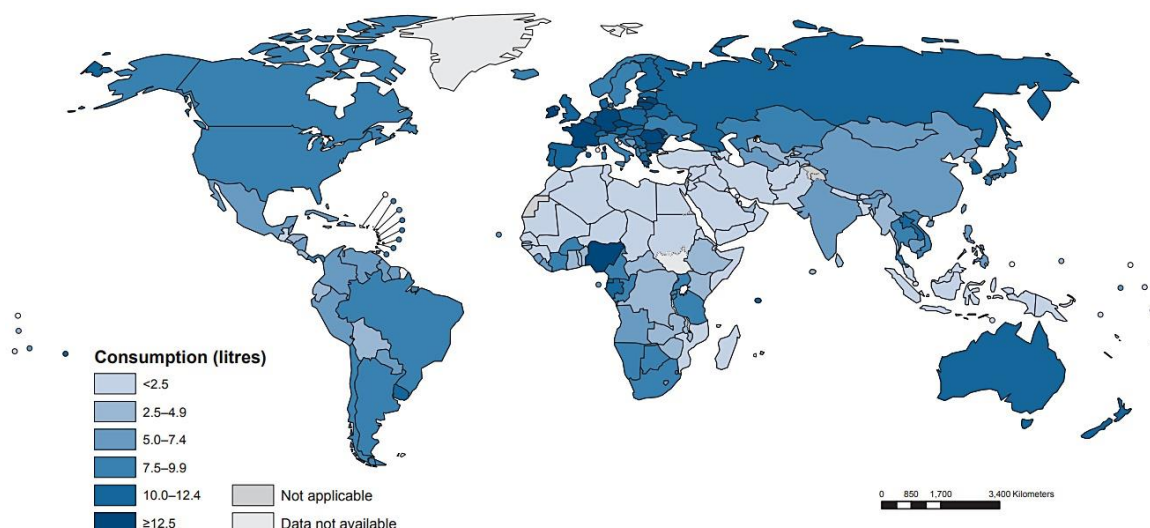 Consumption (litres)
<2.5
2.5–4.9
5.0–7.4
7.5–9.9
10.0–12.4
≥12.5
Not applicable
Data not available
0 850 1,700 3,400 Kilometers